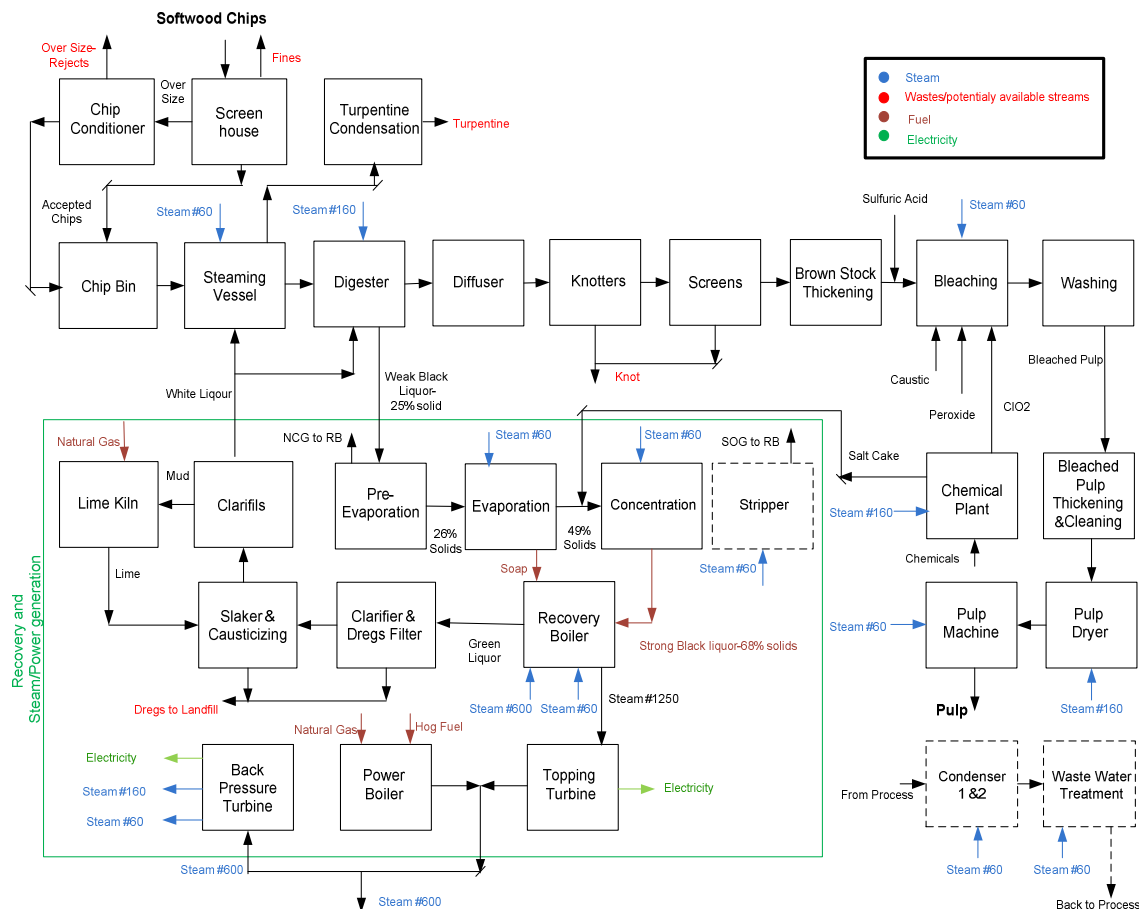 Softwood Chips
Over Size-
Rejects
Fines
Steam
Wastes/potentialy available streams
Fuel
Electricity
Chip
Conditioner
Over
Size
Screen
house
Turpentine
Condensation
Turpentine
Accepted
Chips
Steam #60
Steam #160
Sulfuric Acid
Steam #60
Chip Bin
Steaming
Vessel
Digester
Diffuser
Knotters
Screens
Brown Stock
Thickening
Bleaching
Washing
White Liqour
Weak Black
Liquor-
25% solid
Knot
Caustic
Peroxide
ClO2
Bleached Pulp
Natural Gas
NCG to RB
Steam #60
Steam #60
SOG to RB
Salt Cake
Lime Kiln
Mud
Clarifils
Pre-
Evaporation
26%
Solids
Evaporation
49%
Solids
Concentration
Stripper
Steam #160
Chemical
Plant
Bleached
Pulp
Thickening
&Cleaning
Lime
Soap
Steam #60
Chemicals
Slaker &
Causticizing
Clarifier &
Dregs Filter
Green
Liquor
Recovery
Boiler
Strong Black liquor-68% solids
Steam #60
Pulp
Machine
Pulp
Dryer
Recovery and
Steam/Power generation
Dregs to Landfill
Steam #600
Steam #60
Steam #1250
Pulp
Steam #160
Natural Gas
Hog Fuel
Electricity
Steam #160
Steam #60
Back
Pressure
Turbine
Power
Boiler
Topping
Turbine
Electricity
From Process
Condenser
1 &2
Waste Water
Treatment
Steam #600
Steam #600
Steam #60
Steam #60
Back to Process